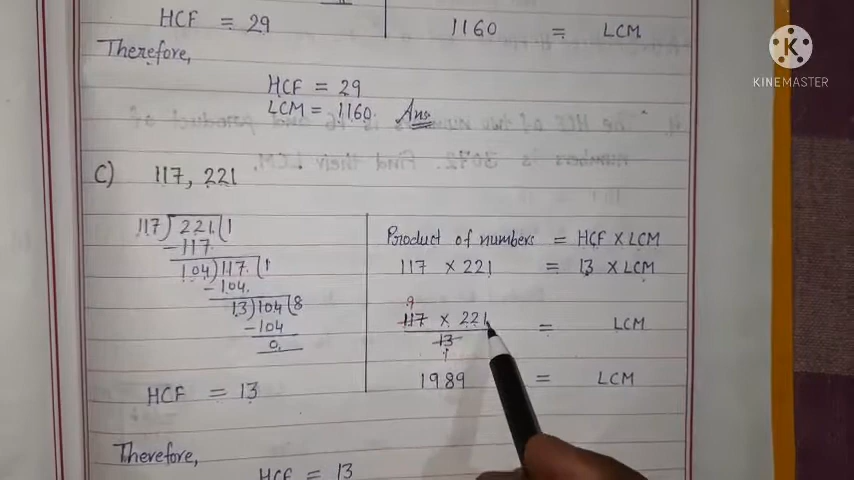 HCF = 29
1160 = LCM
Therefore,
HCF = 29
LCM = 1160. Ans.
C) 117, 221
117 ) 221 ( 1
-117
104 ) 117 ( 1
-104
13 ) 104 ( 8
-104
0
HCF = 13
Product of numbers = HCF X LCM
117 X 221 = 13 X LCM
9
117 X 221 = LCM
13
1
1989 = LCM
Therefore,
HCF = 13
K
KINEMASTER